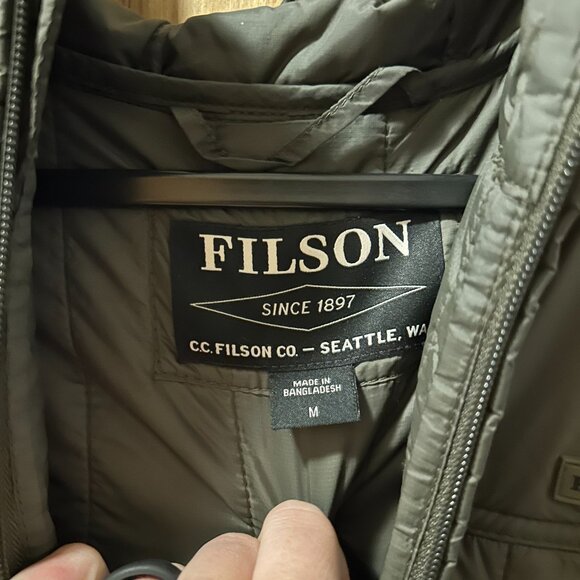 FILSON
SINCE 1897
C.C. FILSON CO. — SEATTLE, WA
MADE IN
BANGLADESH
M